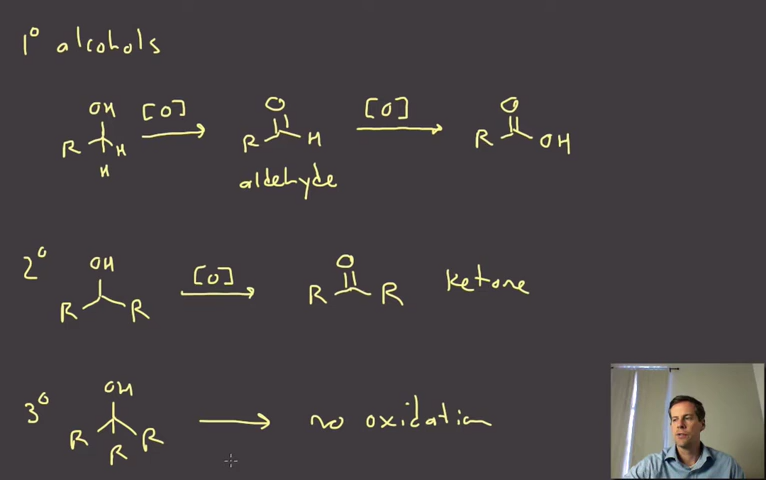 1° alcohols
OH [O] O [O] O
R H R H R OH
H
aldehyde
2° OH [O] O ketone
R R R R
3° OH no oxidation
R R R